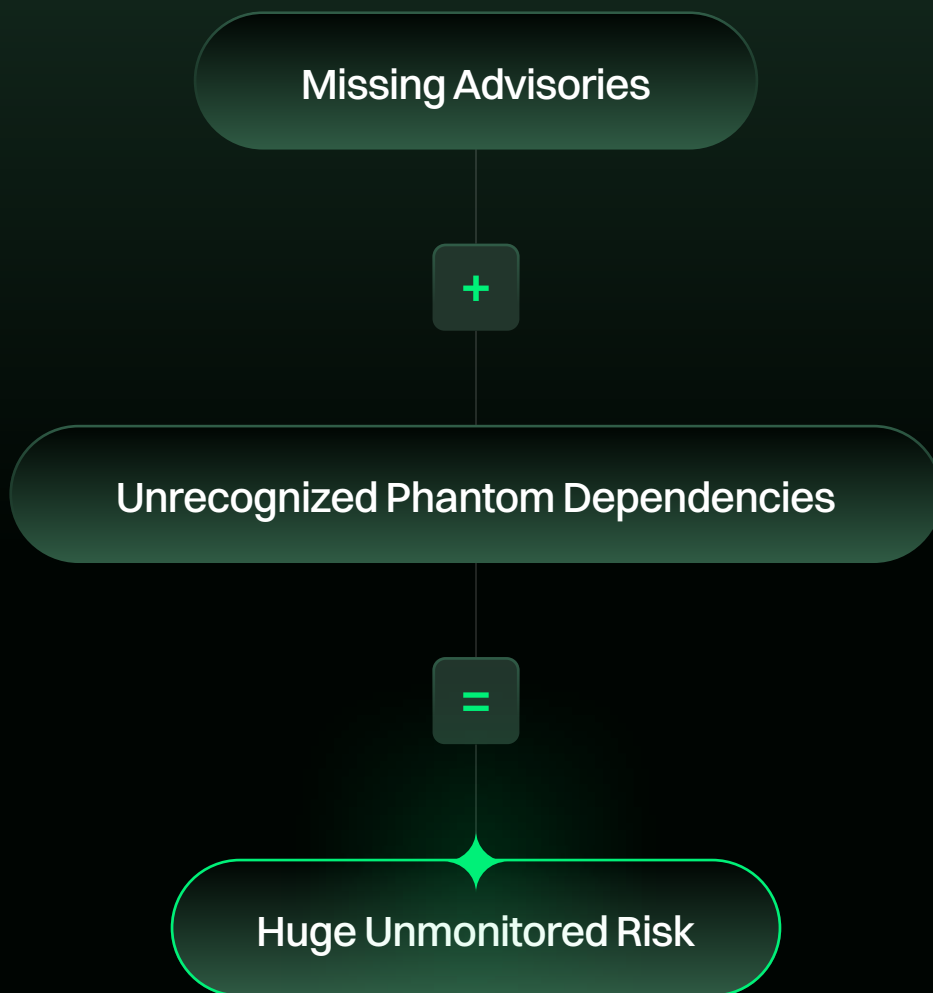 Missing Advisories
+
Unrecognized Phantom Dependencies
=
Huge Unmonitored Risk